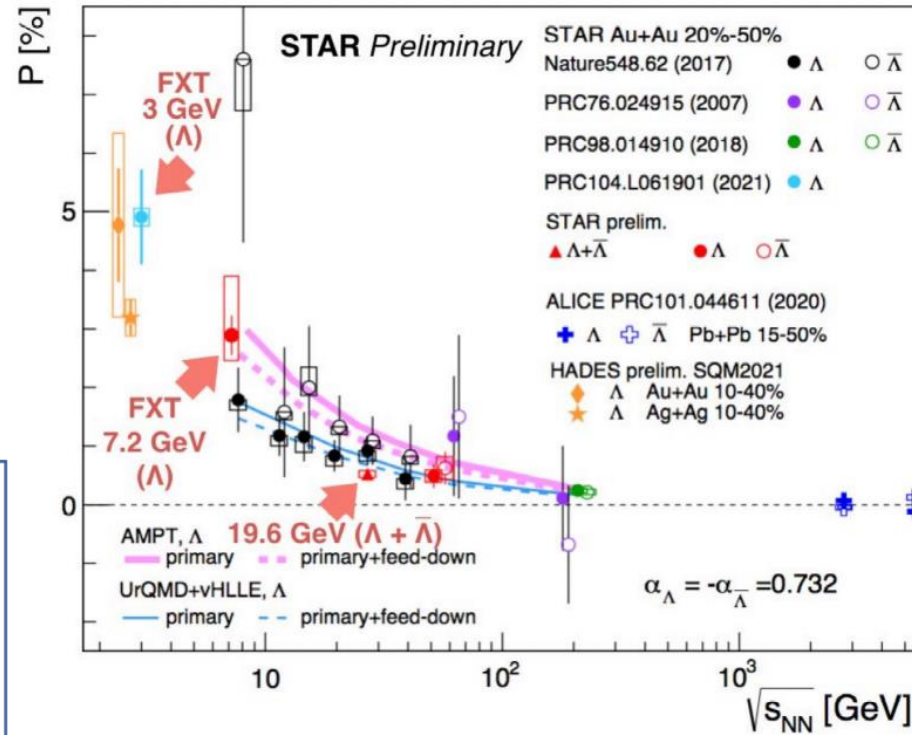 P [%]
5
0
STAR Preliminary
FXT
3 GeV
(Λ)
FXT
7.2 GeV
(Λ)
19.6 GeV (Λ + Λ̅)
STAR Au+Au 20%-50%
Nature548.62 (2017) Λ Λ̅
PRC76.024915 (2007) Λ Λ̅
PRC98.014910 (2018) Λ Λ̅
PRC104.L061901 (2021) Λ
STAR prelim.
Λ+Λ̅ Λ Λ̅
ALICE PRC101.044611 (2020)
Λ Λ̅ Pb+Pb 15-50%
HADES prelim. SQM2021
Λ Au+Au 10-40%
Λ Ag+Ag 10-40%
AMPT, Λ
primary primary+feed-down
UrQMD+vHLLE, Λ
primary primary+feed-down
α_Λ = -α_Λ̅ =0.732
10 10² 10³
√s_NN [GeV]